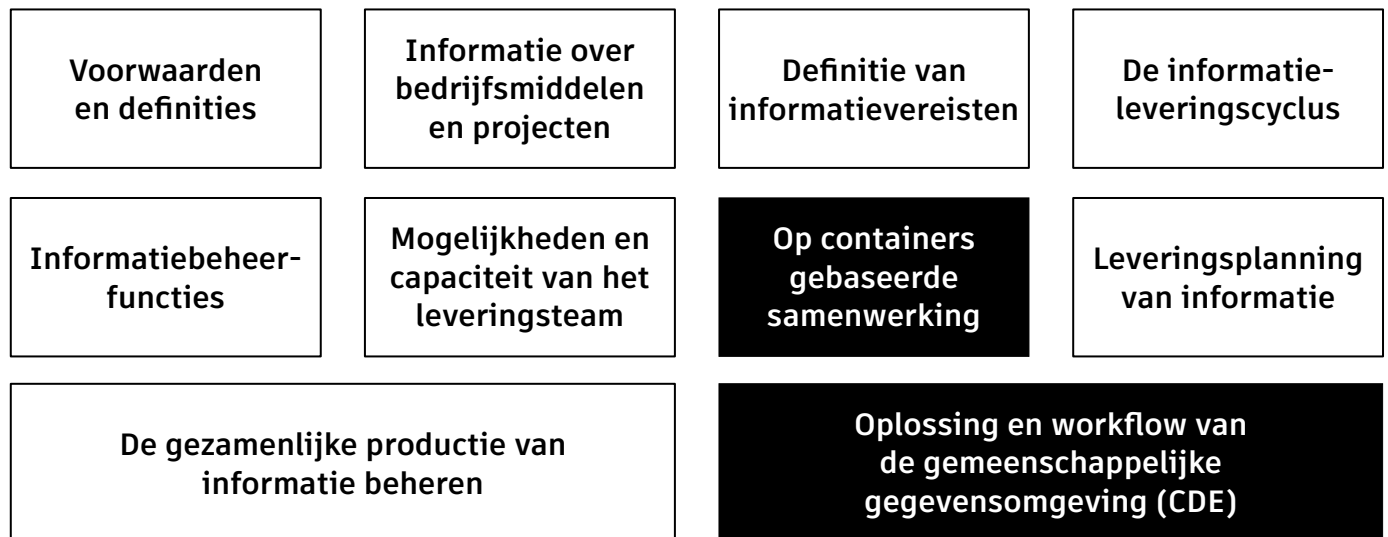 Voorwaarden
en definities
Informatie over
bedrijfsmiddelen
en projecten
Definitie van
informatievereisten
De informatie-
leveringscyclus
Informatiebeheer-
functies
Mogelijkheden en
capaciteit van het
leveringsteam
Op containers
gebaseerde
samenwerking
Leveringsplanning
van informatie
De gezamenlijke productie van
informatie beheren
Oplossing en workflow van
de gemeenschappelijke
gegevensomgeving (CDE)